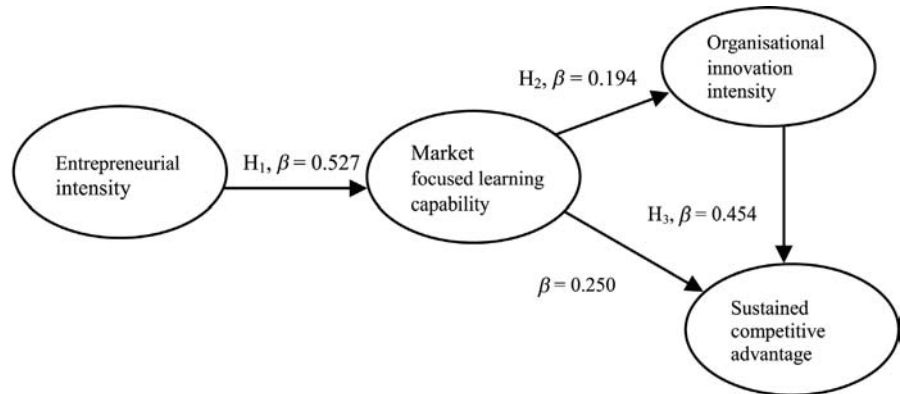 Organisational
innovation
intensity
H₂, β = 0.194
Entrepreneurial
intensity
H₁, β = 0.527
Market
focused learning
capability
H₃, β = 0.454
β = 0.250
Sustained
competitive
advantage